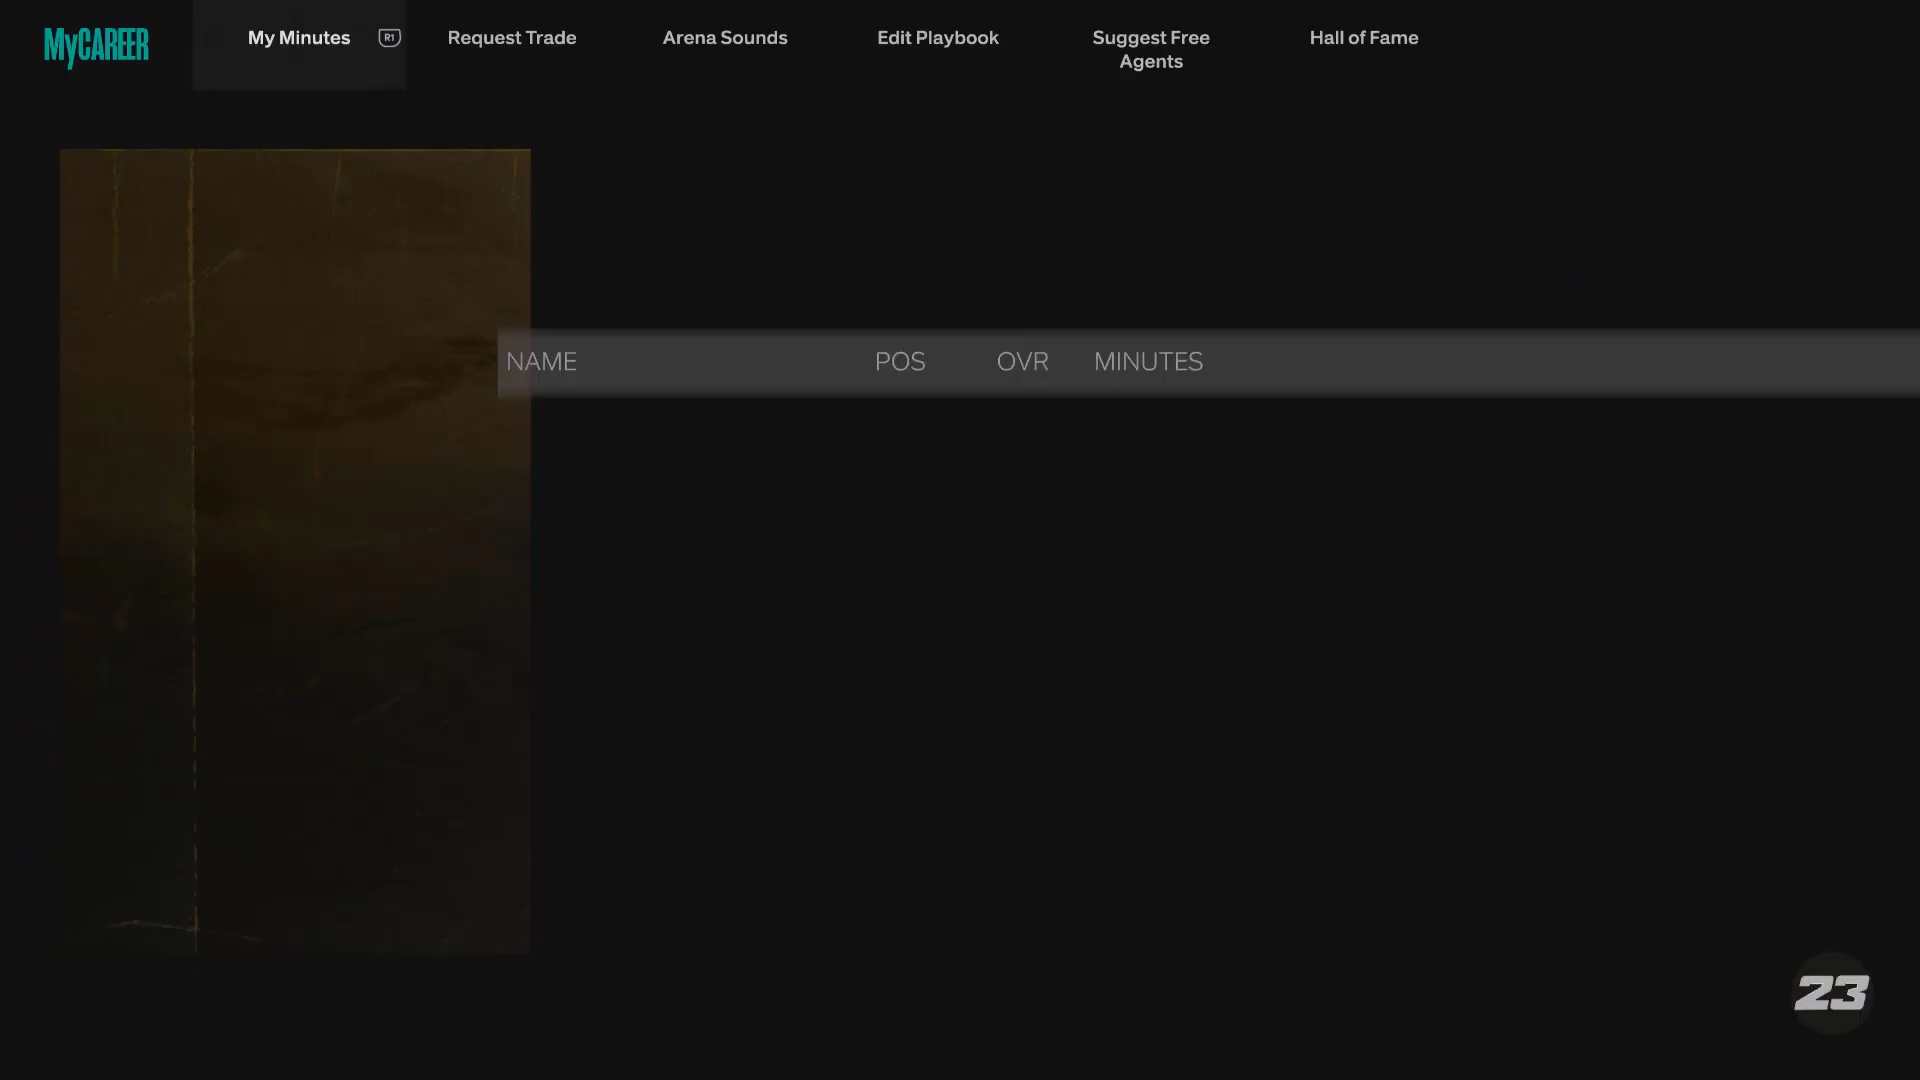 MyCAREER
My Minutes R1
Request Trade
Arena Sounds
Edit Playbook
Suggest Free
Agents
Hall of Fame
NAME POS OVR MINUTES
23